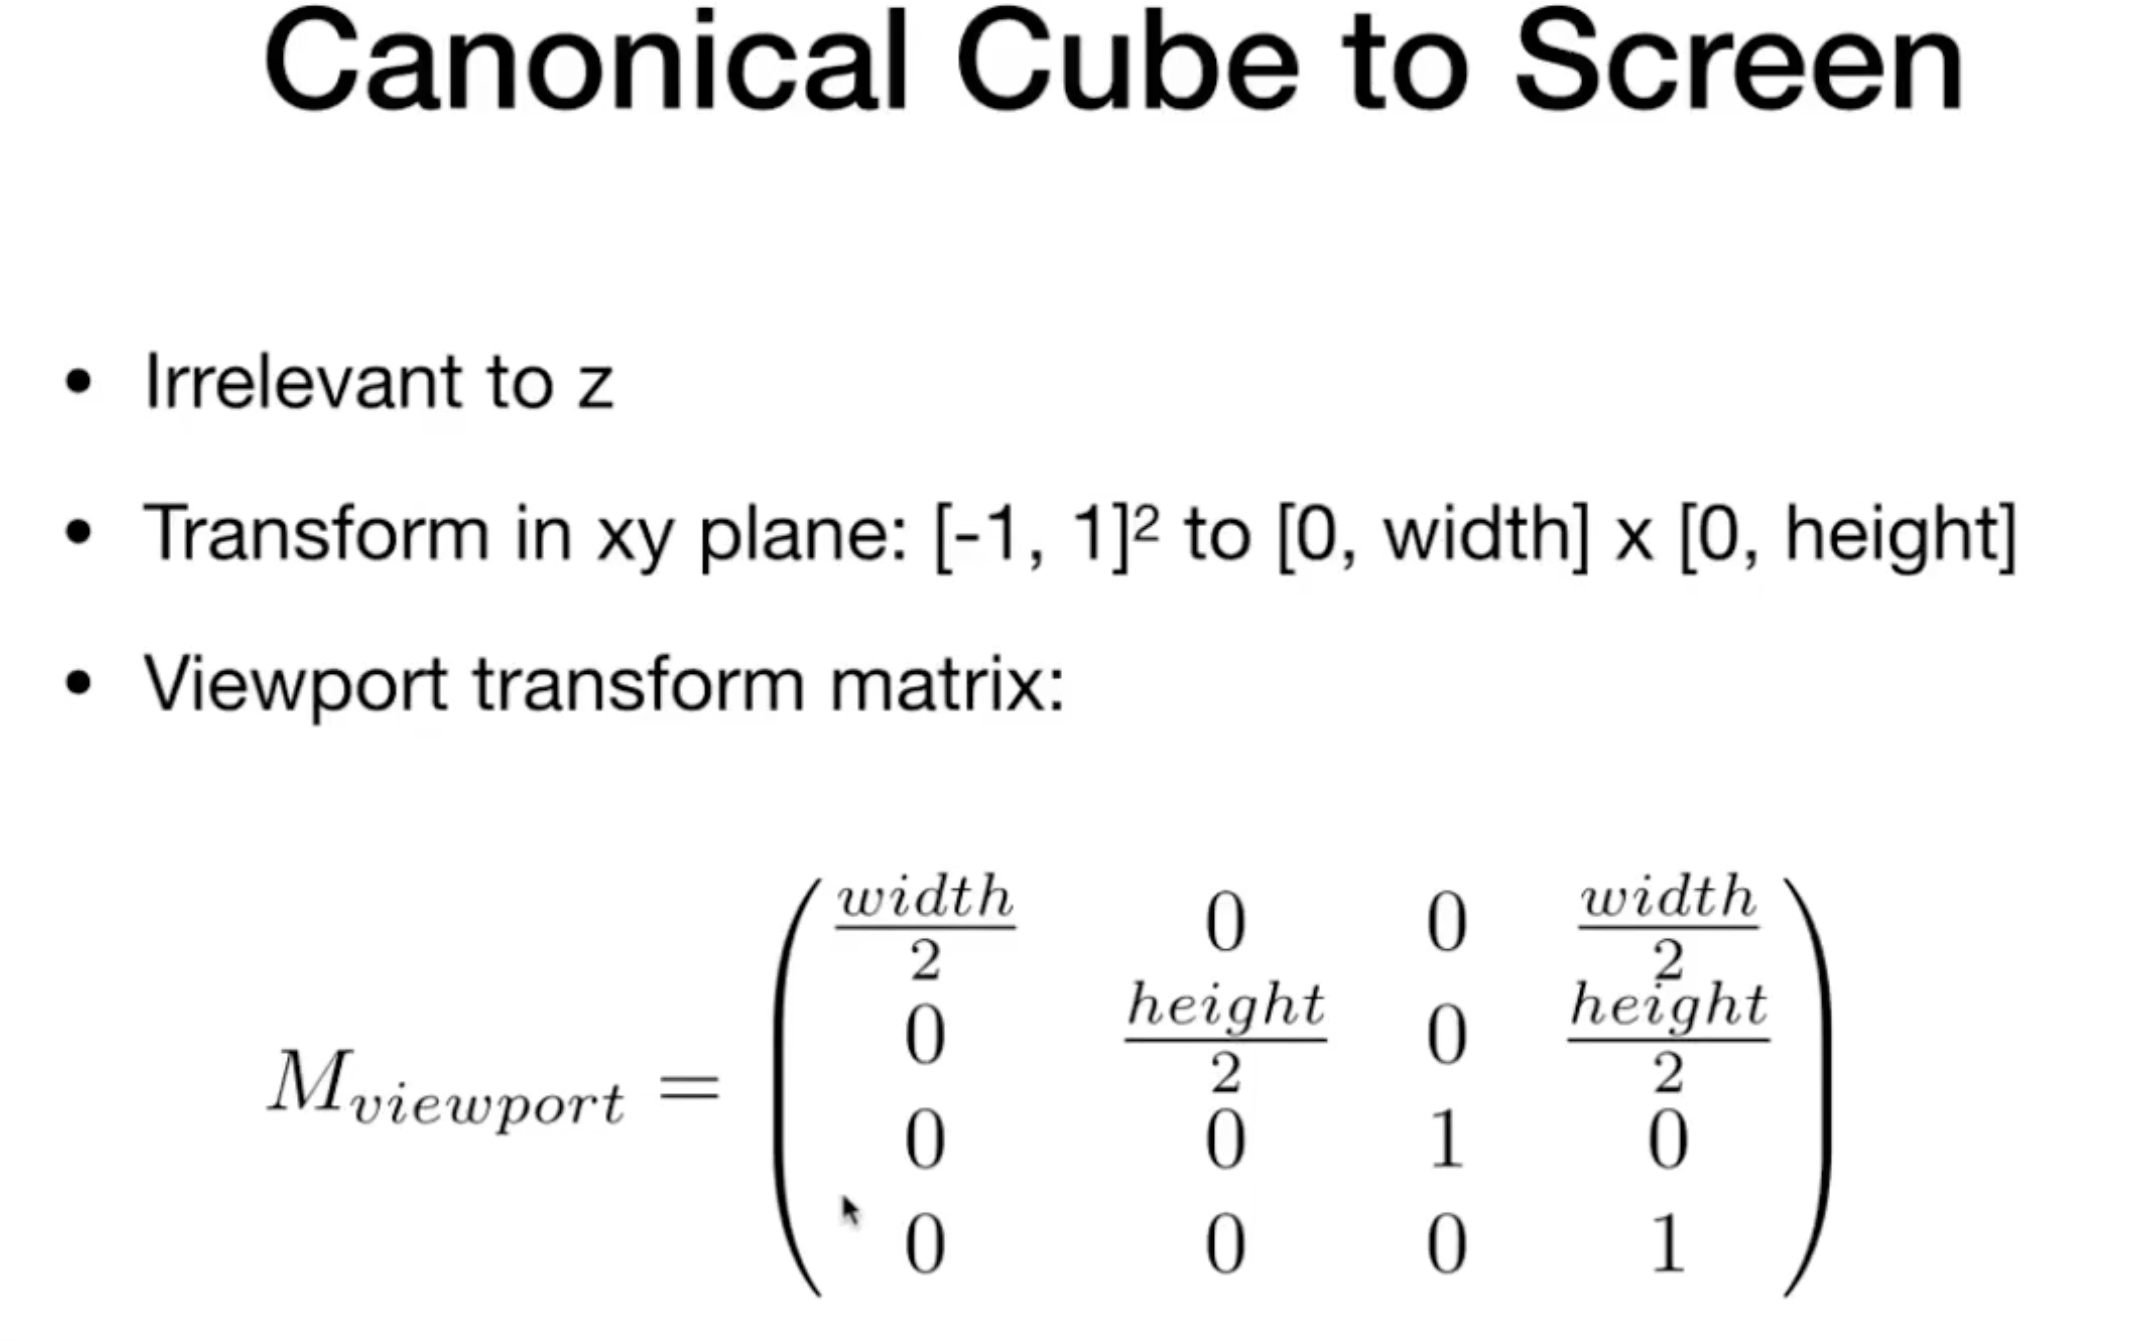 Canonical Cube to Screen
• Irrelevant to z
• Transform in xy plane: [-1, 1]² to [0, width] x [0, height]
• Viewport transform matrix:
$M_{viewport} = \begin{pmatrix} \frac{width}{2} & 0 & 0 & \frac{width}{2} \\ 0 & \frac{height}{2} & 0 & \frac{height}{2} \\ 0 & 0 & 1 & 0 \\ 0 & 0 & 0 & 1 \end{pmatrix}$